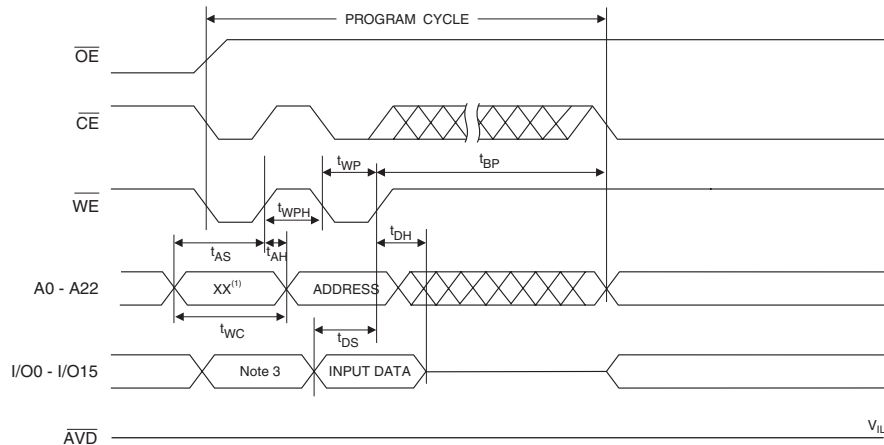 PROGRAM CYCLE
OE
CE
tWP
tBP
WE
tWPH
tDH
tAS
tAH
A0 - A22
XX(1)
ADDRESS
tWC
tDS
I/O0 - I/O15
Note 3
INPUT DATA
AVD
VIL